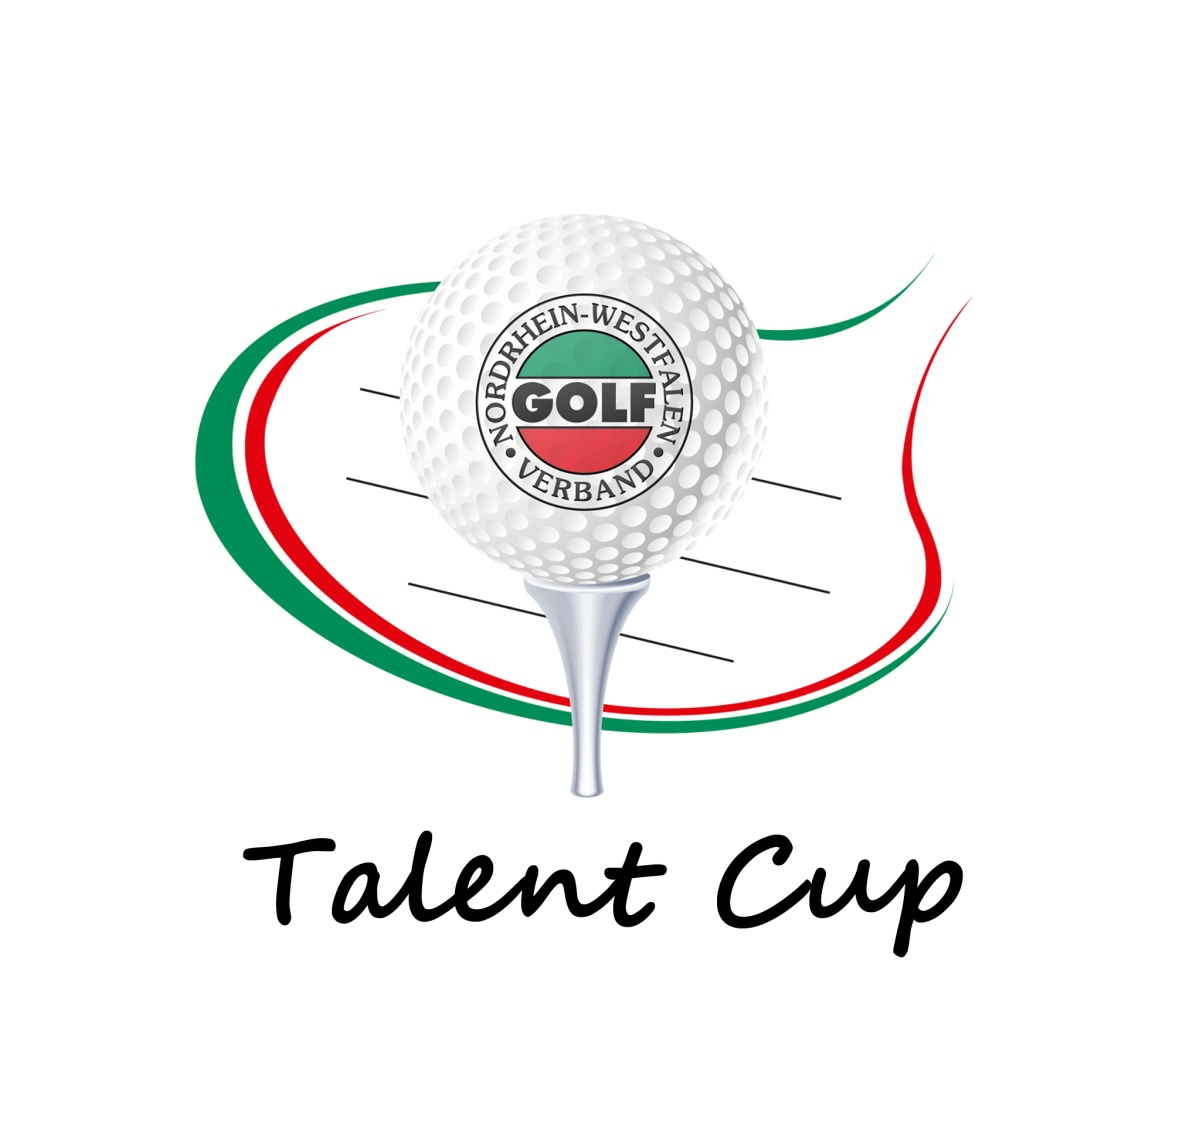 NORDRHEIN-WESTFALEN
GOLF
• VERBAND •
Talent Cup